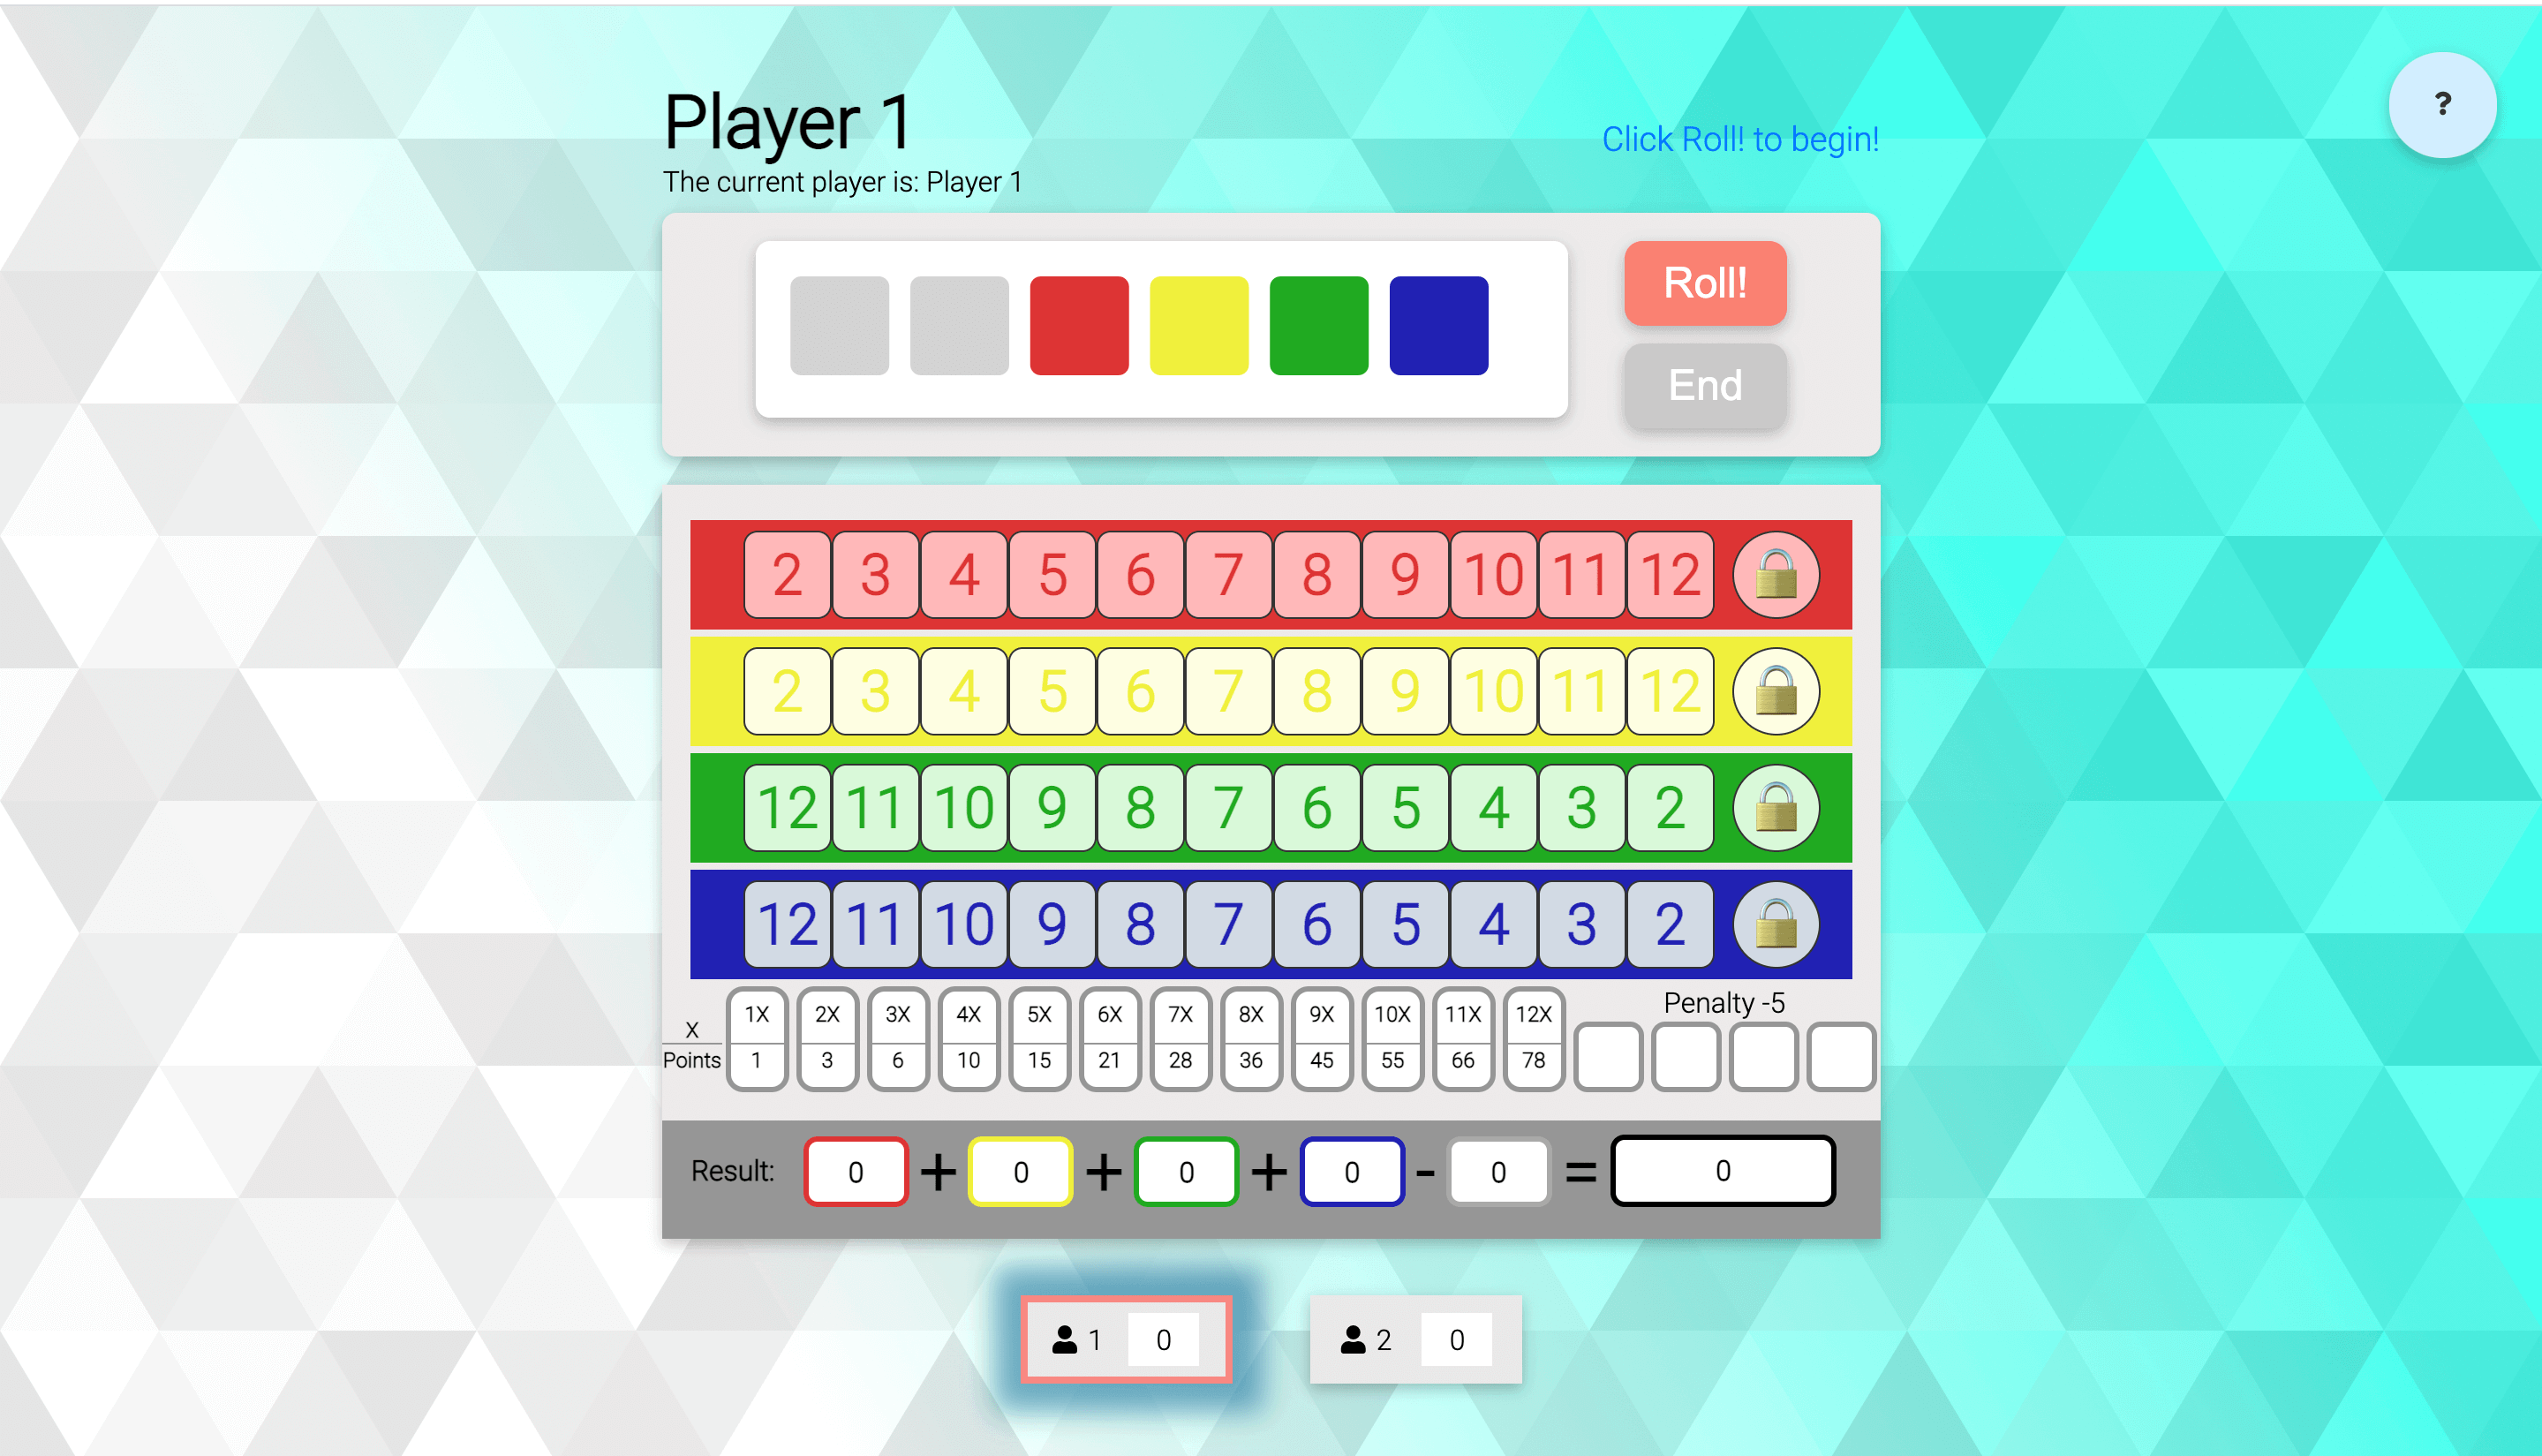 Player 1
Click Roll! to begin!
?
The current player is: Player 1
Roll!
End
2 3 4 5 6 7 8 9 10 11 12
2 3 4 5 6 7 8 9 10 11 12
12 11 10 9 8 7 6 5 4 3 2
12 11 10 9 8 7 6 5 4 3 2
X 1X 2X 3X 4X 5X 6X 7X 8X 9X 10X 11X 12X Penalty -5
Points 1 3 6 10 15 21 28 36 45 55 66 78
Result: 0 + 0 + 0 + 0 - 0 = 0
1 0 2 0